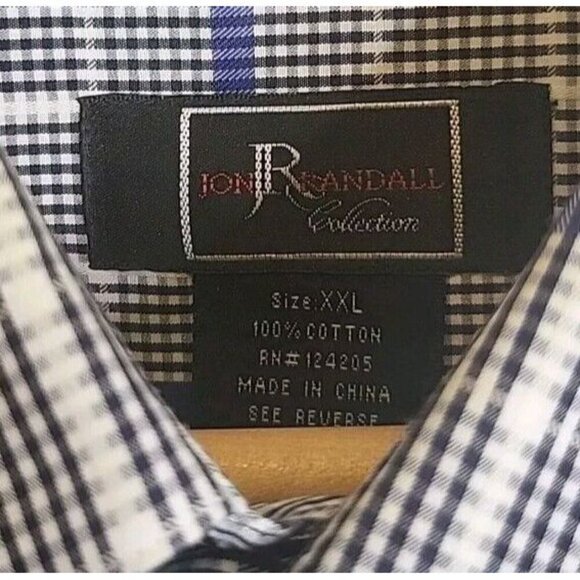 JON JR RANDALL
Collection
Size: XXL
100% COTTON
RN# 124205
MADE IN CHINA
SEE REVERSE